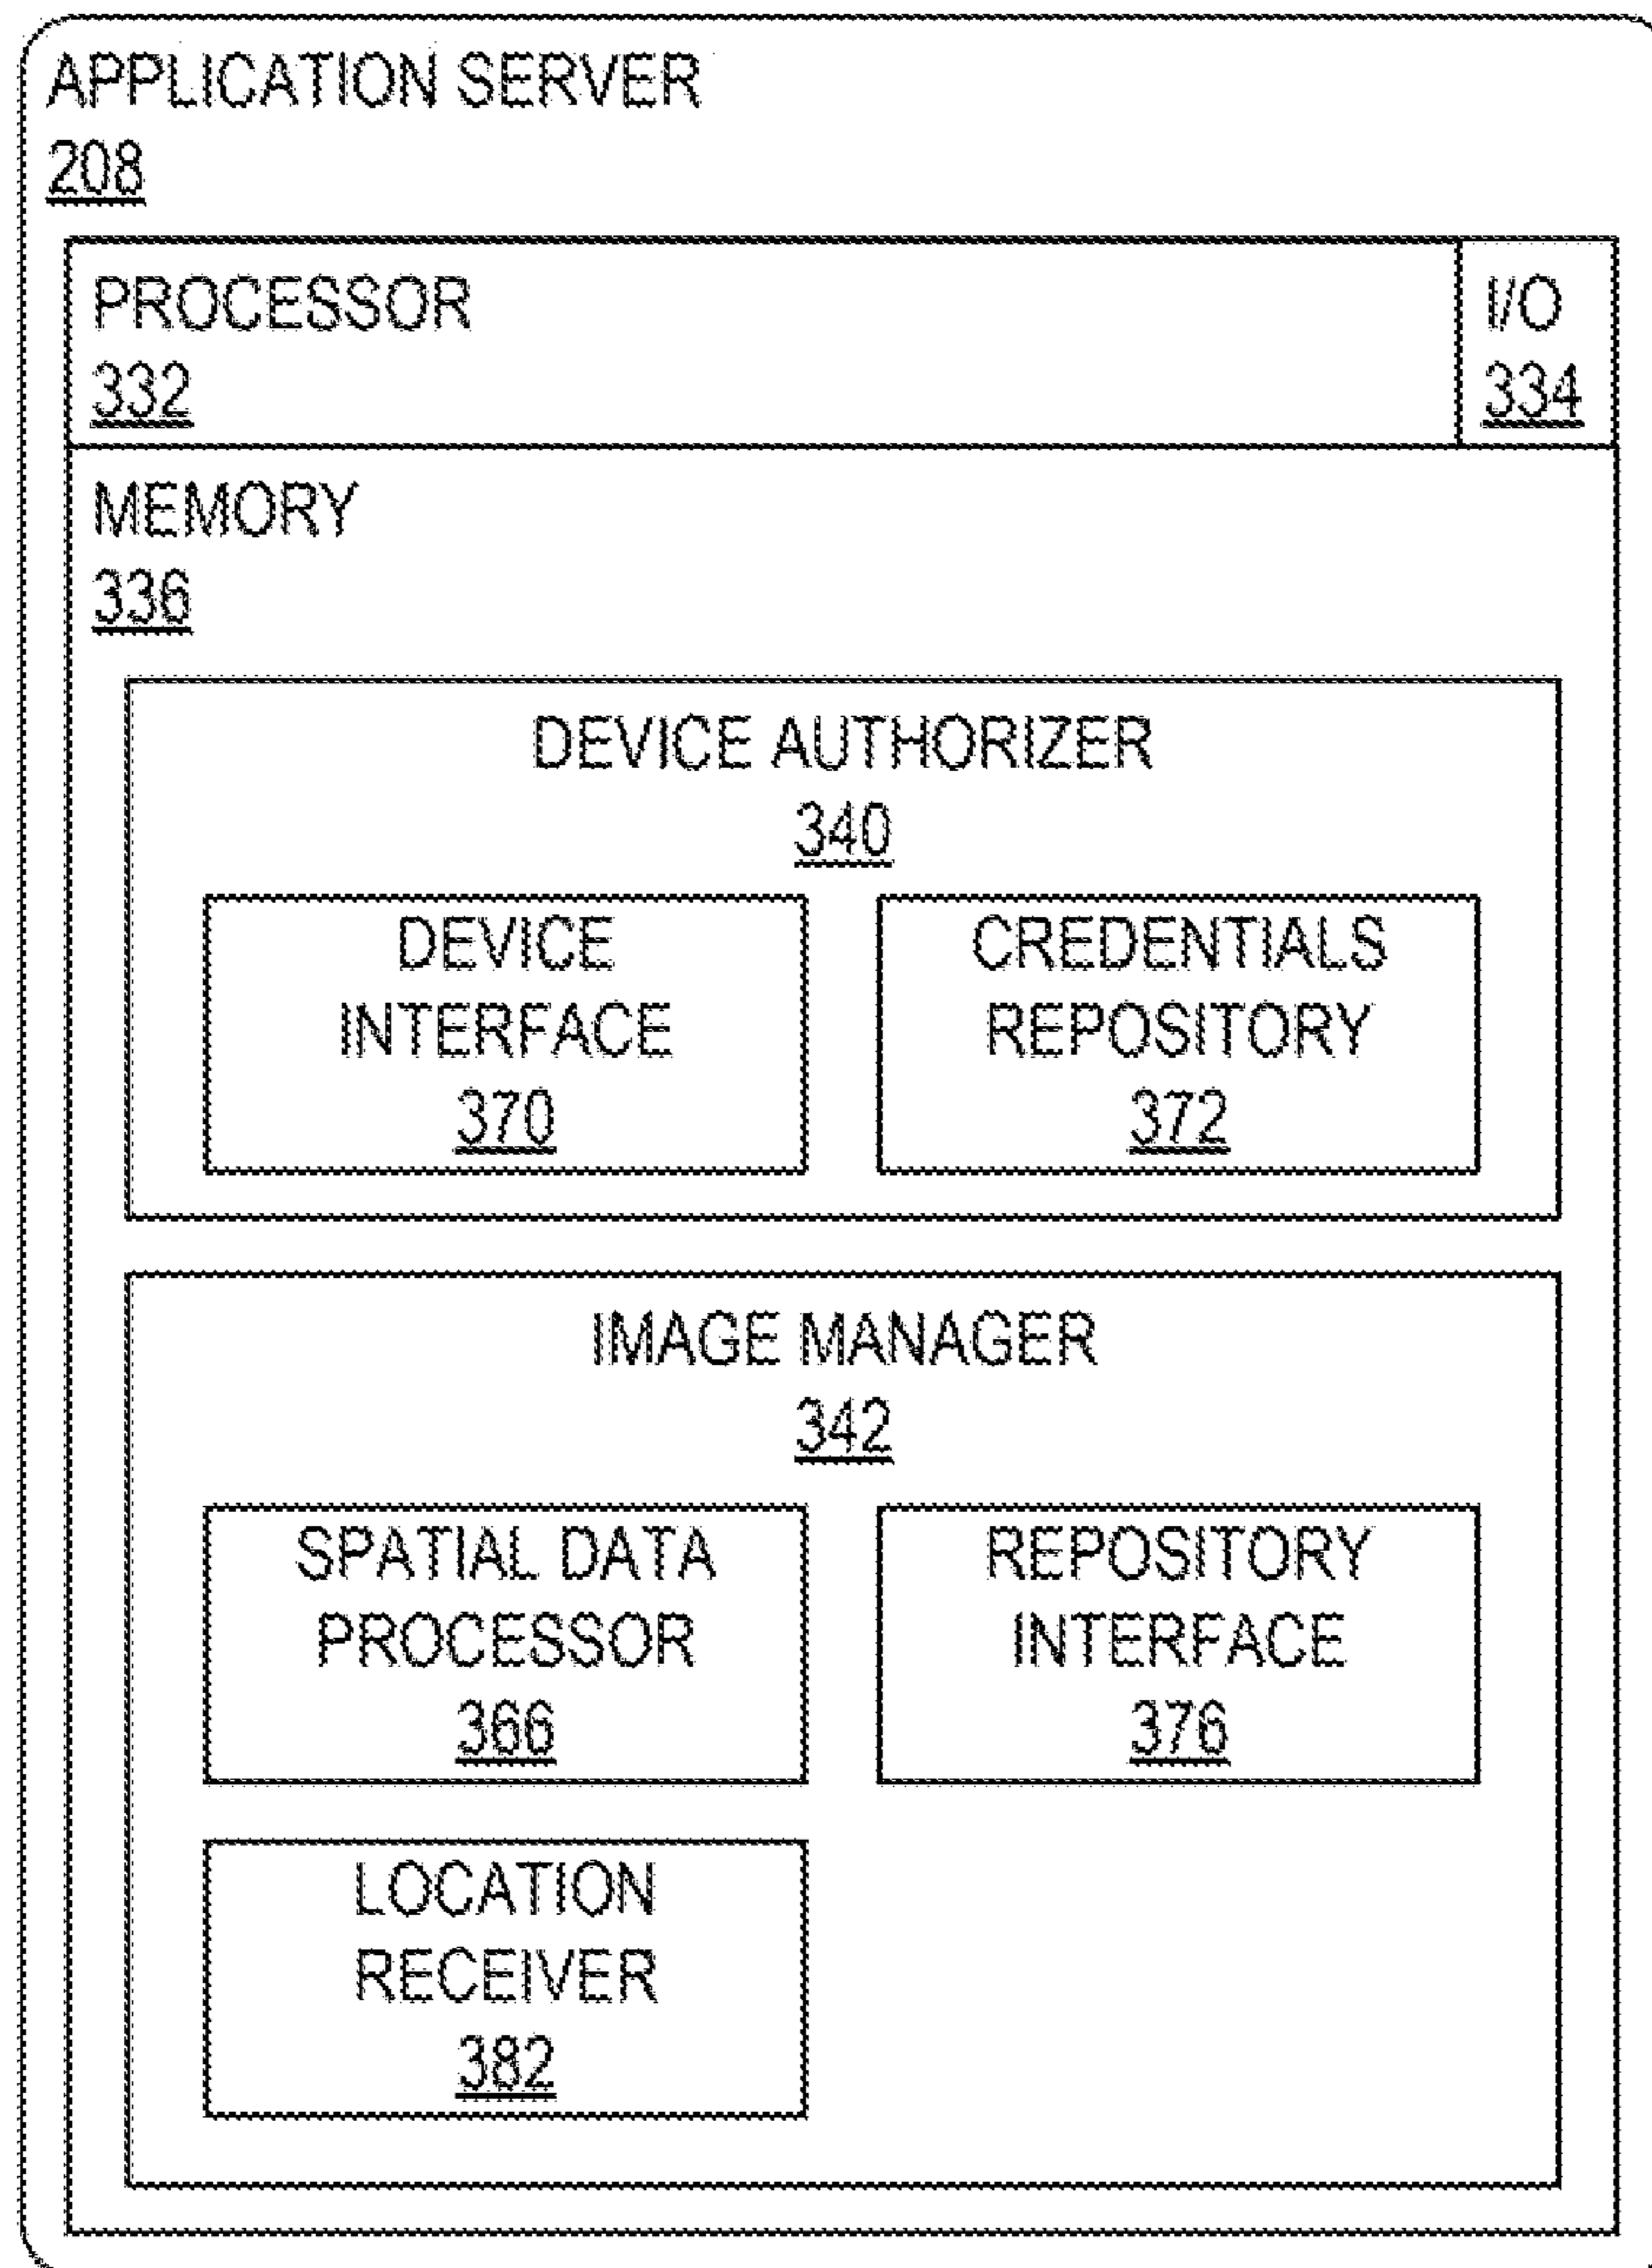 APPLICATION SERVER
208
PROCESSOR
332
I/O
334
MEMORY
336
DEVICE AUTHORIZER
340
DEVICE
INTERFACE
370
CREDENTIALS
REPOSITORY
372
IMAGE MANAGER
342
SPATIAL DATA
PROCESSOR
366
REPOSITORY
INTERFACE
376
LOCATION
RECEIVER
382